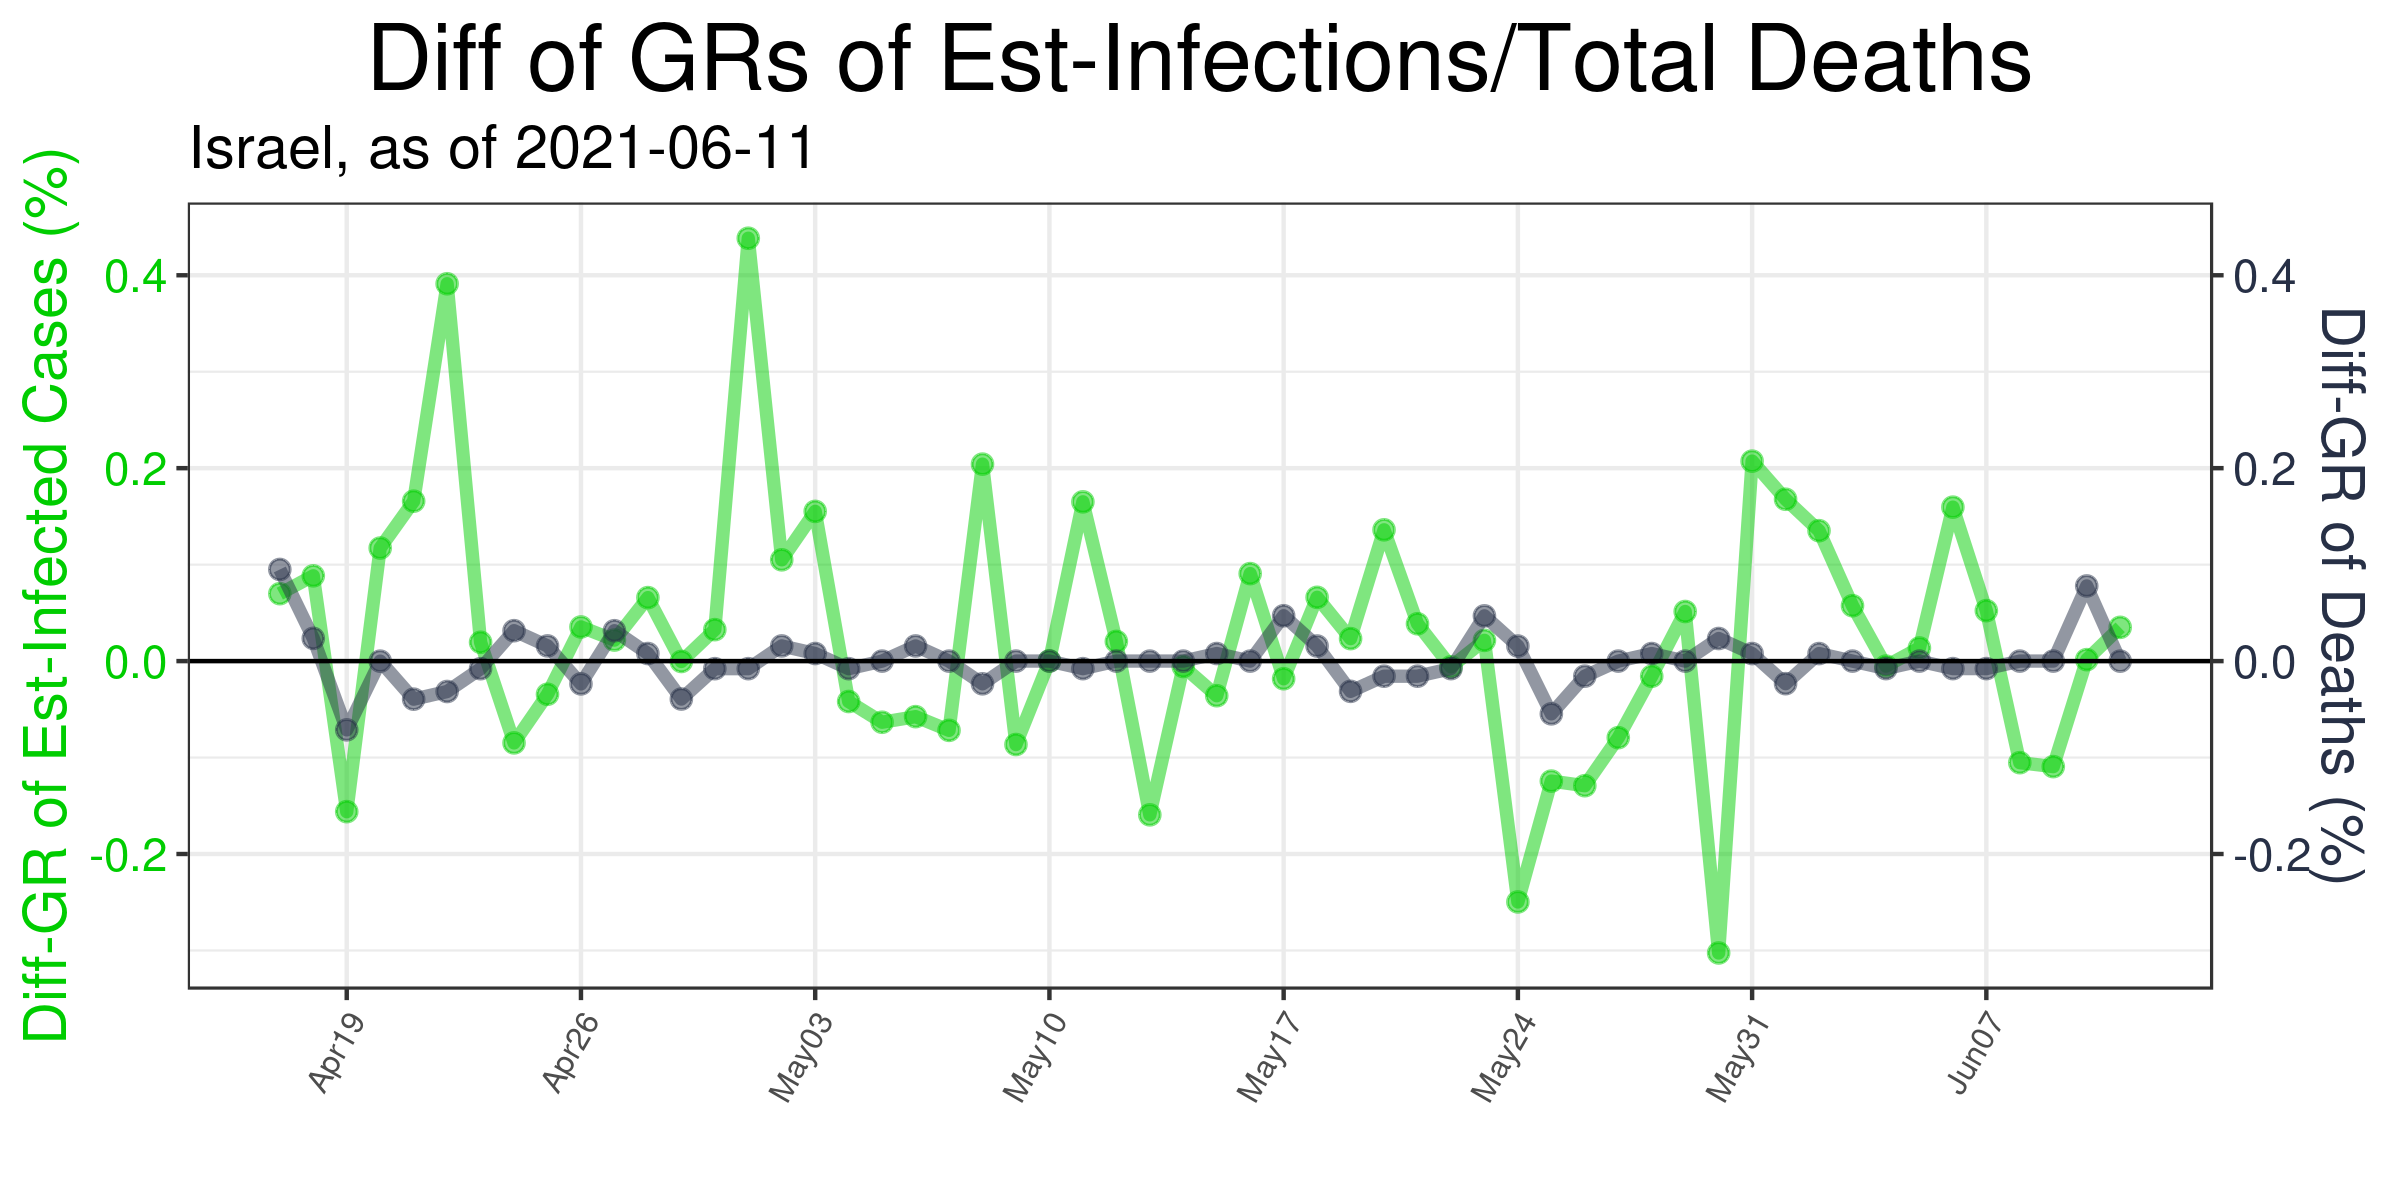 Diff of GRs of Est-Infections/Total Deaths
Israel, as of 2021-06-11
Diff-GR of Est-Infected Cases (%)
0.4
0.2
0.0
-0.2
0.4
0.2
0.0
-0.2
Diff-GR of Deaths (%)
Apr19
Apr26
May03
May10
May17
May24
May31
Jun07